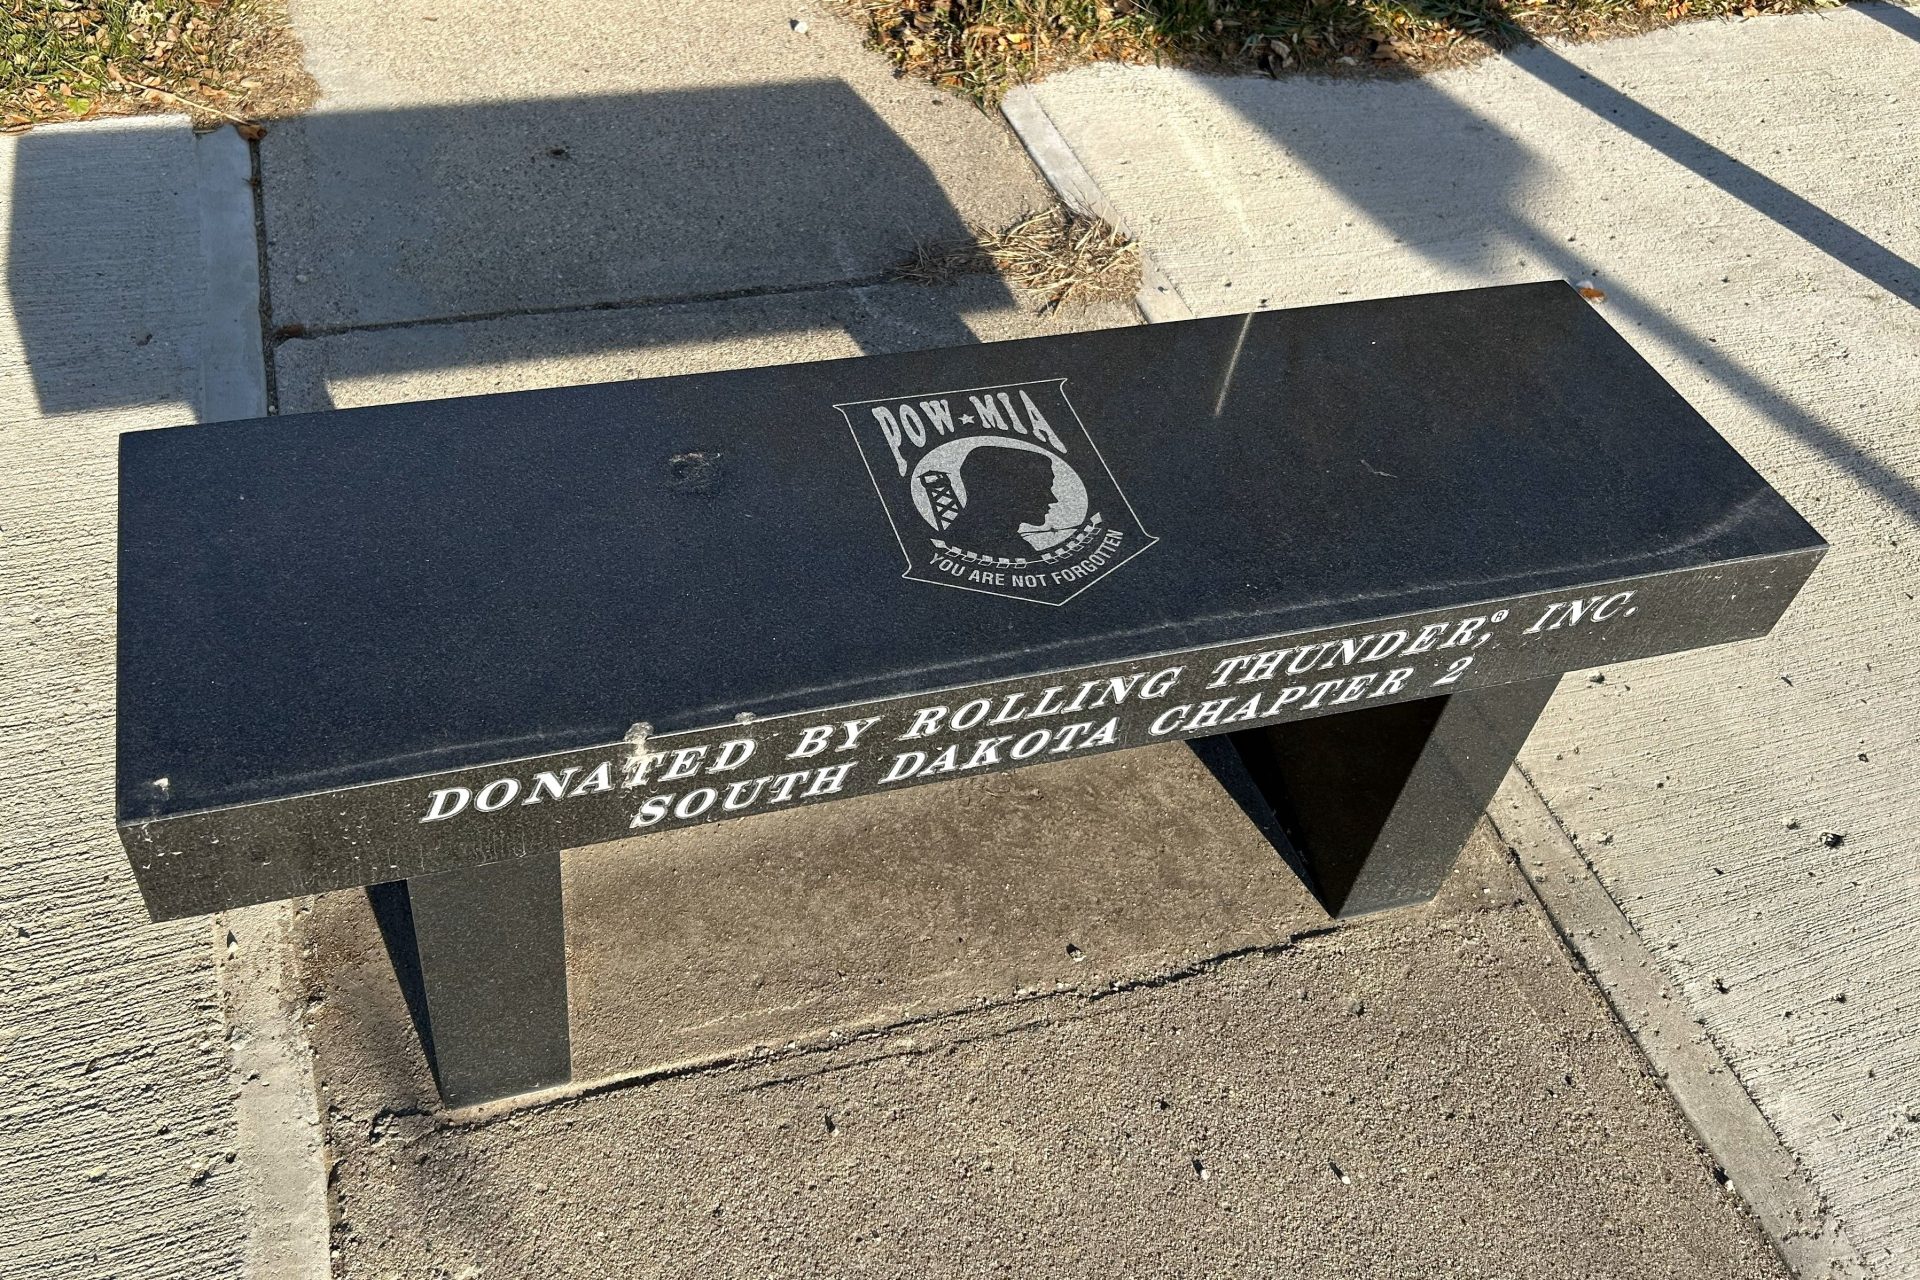 POW★MIA
YOU ARE NOT FORGOTTEN
DONATED BY ROLLING THUNDER,® INC.
SOUTH DAKOTA CHAPTER 2